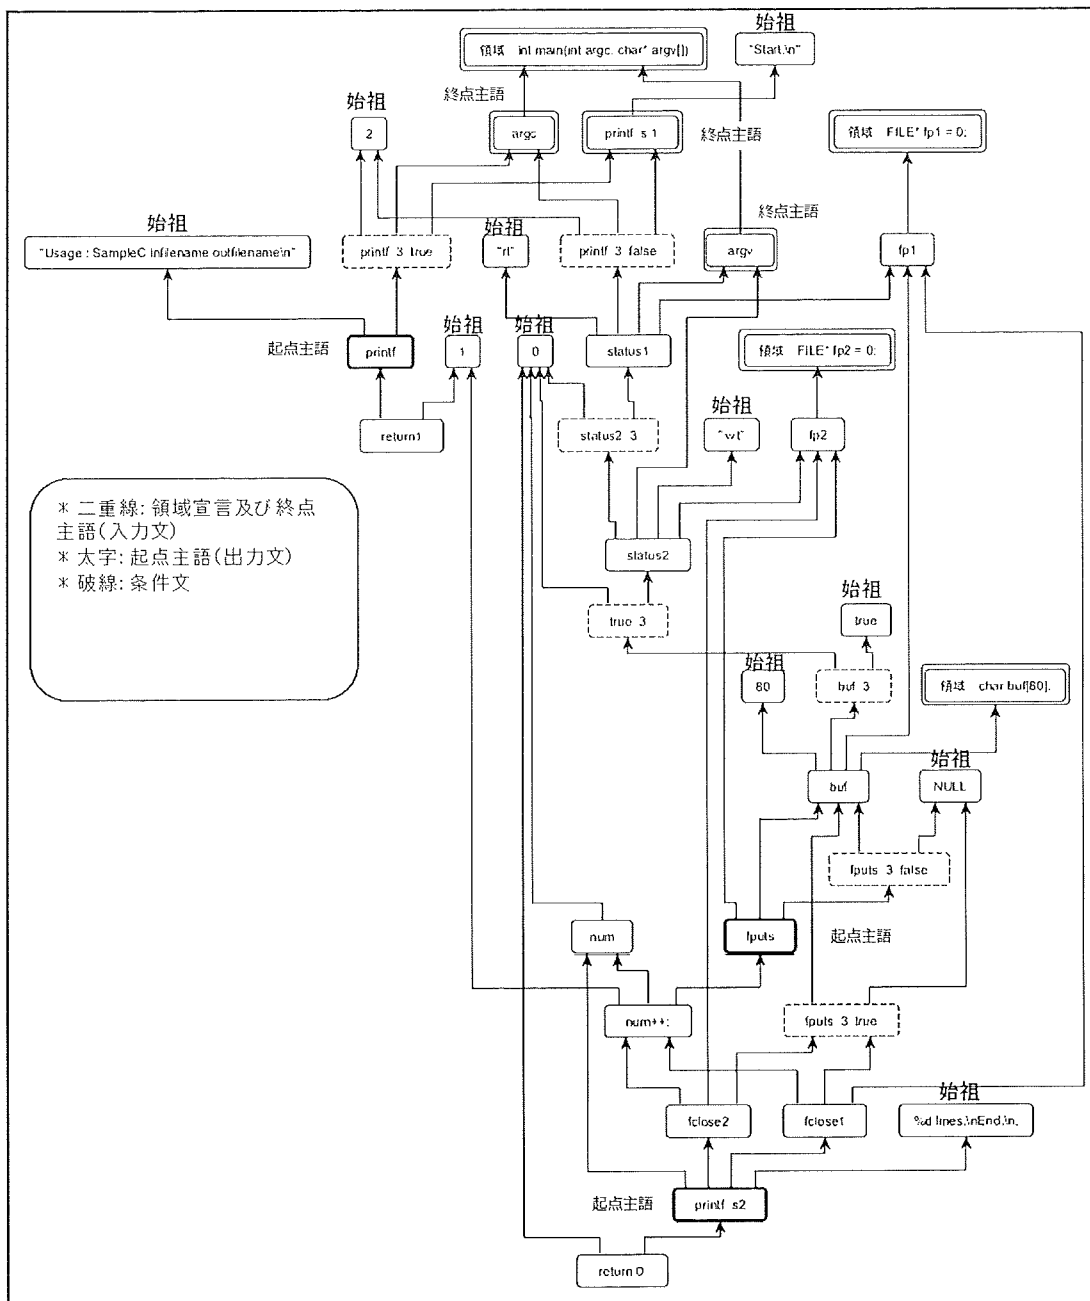 始祖
領域 int main(int argc, char* argv[])
"Start.\n"
終点主語
始祖
2
argc
printf s 1
終点主語
領域 FILE* fp1 = 0;
始祖
終点主語
"Usage : SampleC infilename outfilename\n"
printf 3 true
始祖
"rt"
printf 3 false
argv
fp1
始祖
始祖
起点主語
printf
1
0
status1
領域 FILE* fp2 = 0;
return1
status2 3
始祖
"wt"
fp2
* 二重線: 領域宣言及び終点
主語(入力文)
* 太字: 起点主語(出力文)
* 破線: 条件文
status2
true 3
始祖
true
始祖
80
buf 3
領域 char buf[80];
始祖
buf
NULL
fputs 3 false
num
fputs
起点主語
num++;
fputs 3 true
始祖
fclose2
fclose1
%d lines.\nEnd.\n,
起点主語
printf s2
return 0